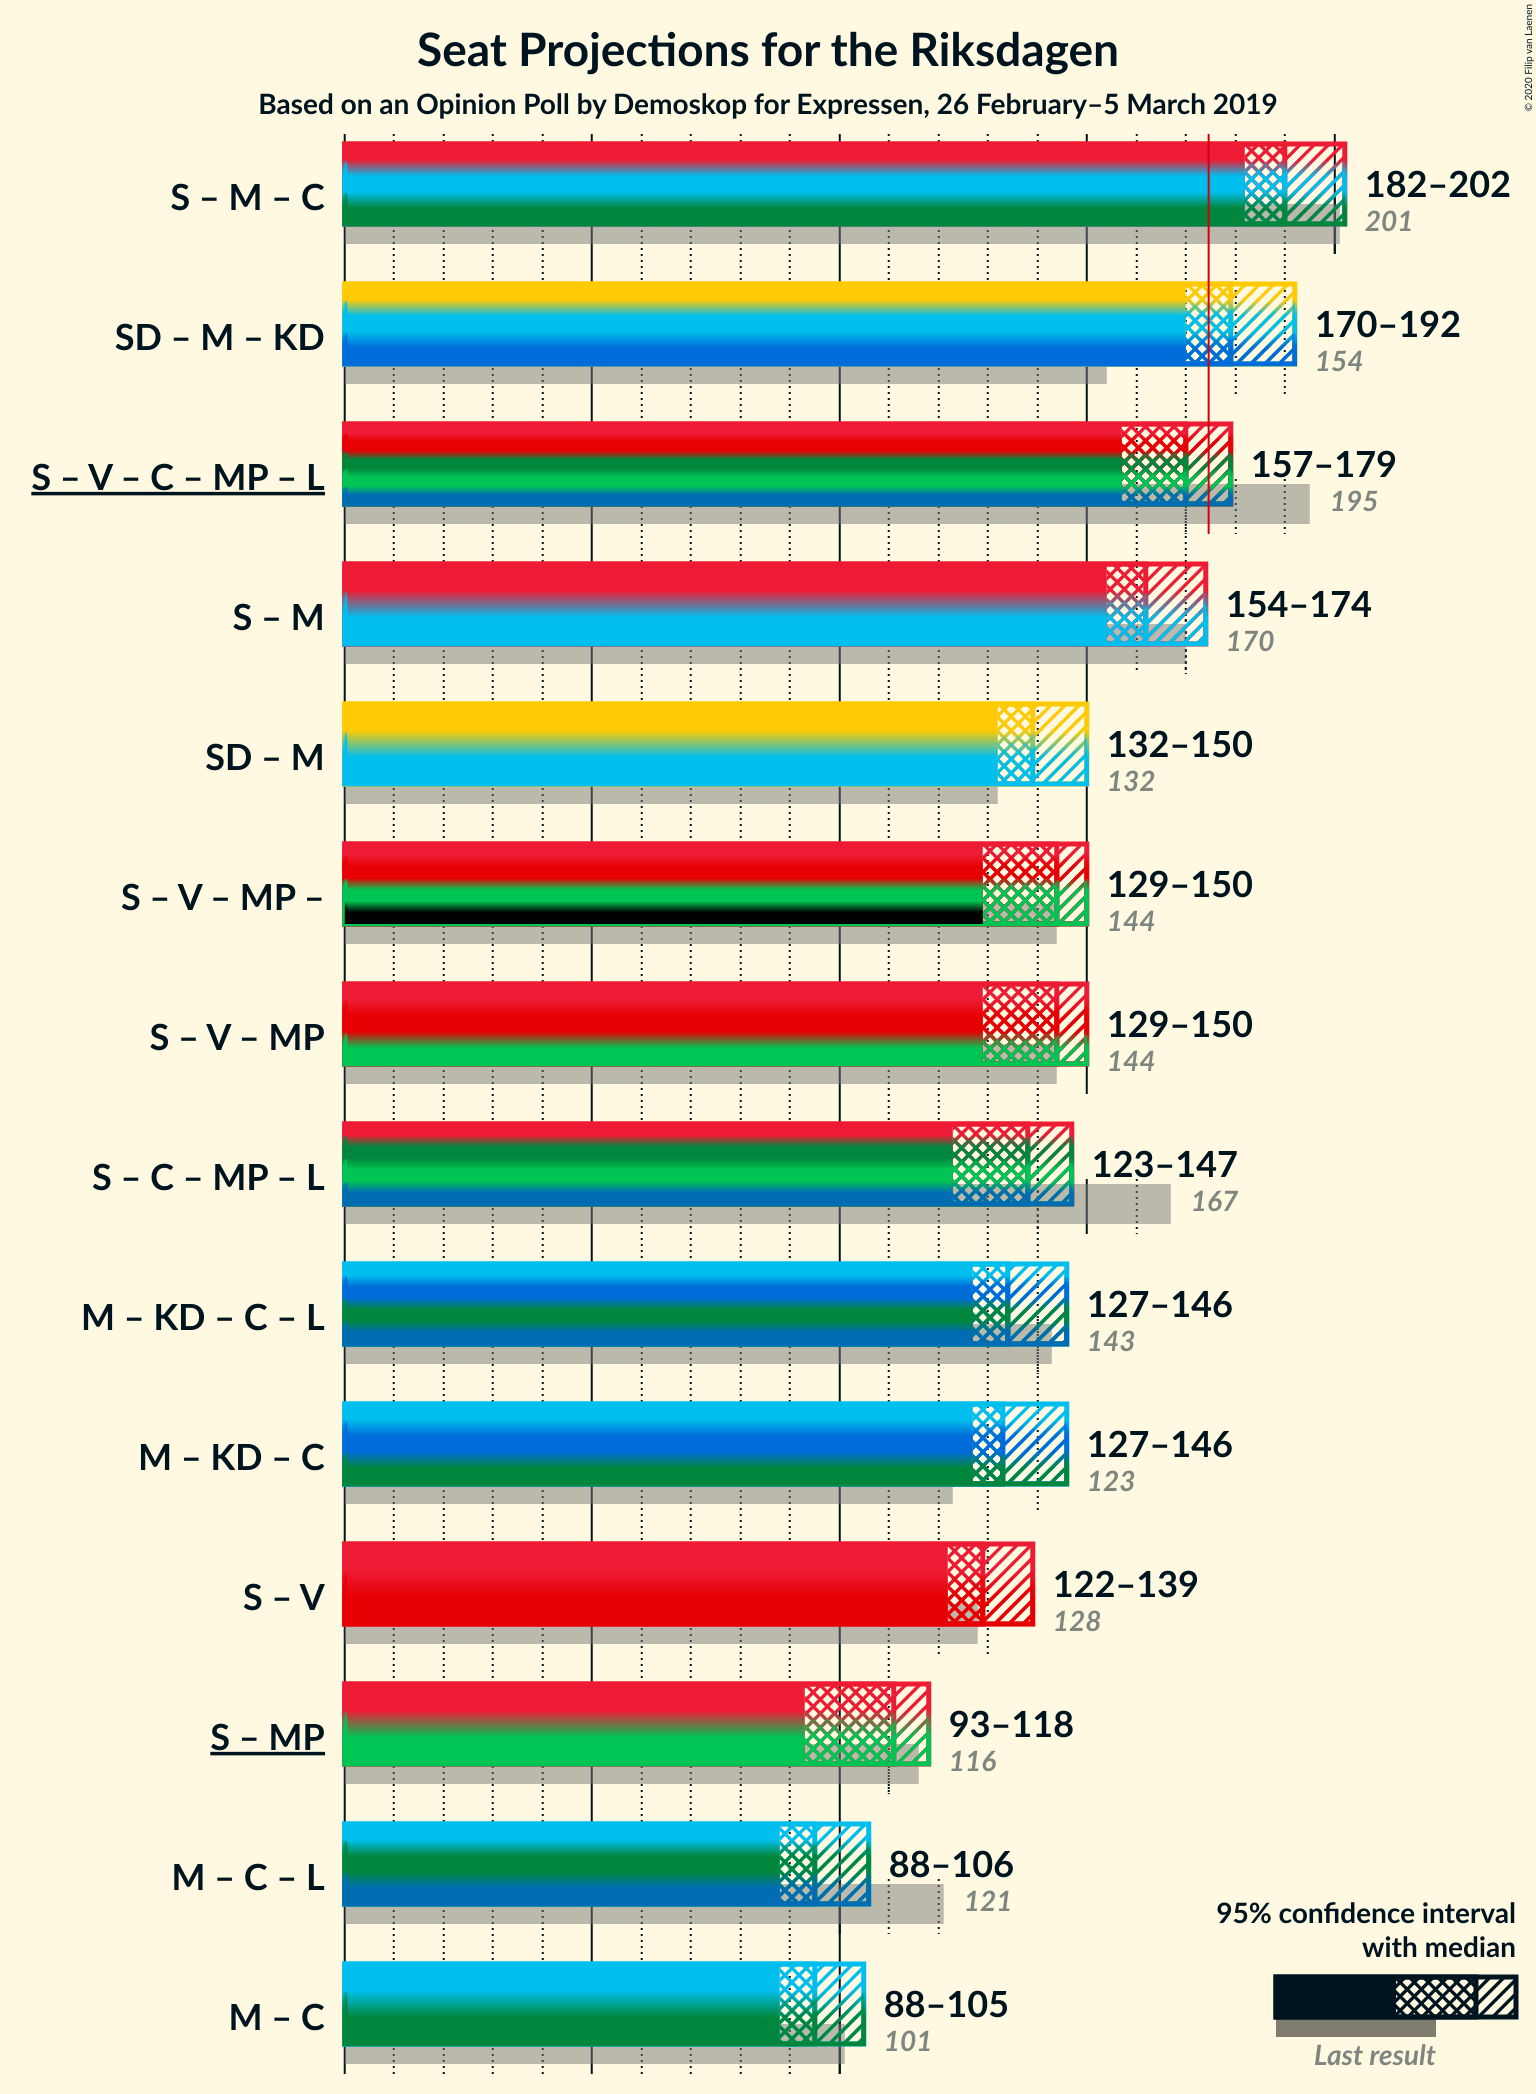 Seat Projections for the Riksdagen
Based on an Opinion Poll by Demoskop for Expressen, 26 February–5 March 2019
© 2020 Filip van Laenen
S – M – C
182–202
201
SD – M – KD
170–192
154
S – V – C – MP – L
157–179
195
S – M
154–174
170
SD – M
132–150
132
S – V – MP –
129–150
144
S – V – MP
129–150
144
S – C – MP – L
123–147
167
M – KD – C – L
127–146
143
M – KD – C
127–146
123
S – V
122–139
128
S – MP
93–118
116
M – C – L
88–106
121
M – C
88–105
101
95% confidence interval
with median
Last result